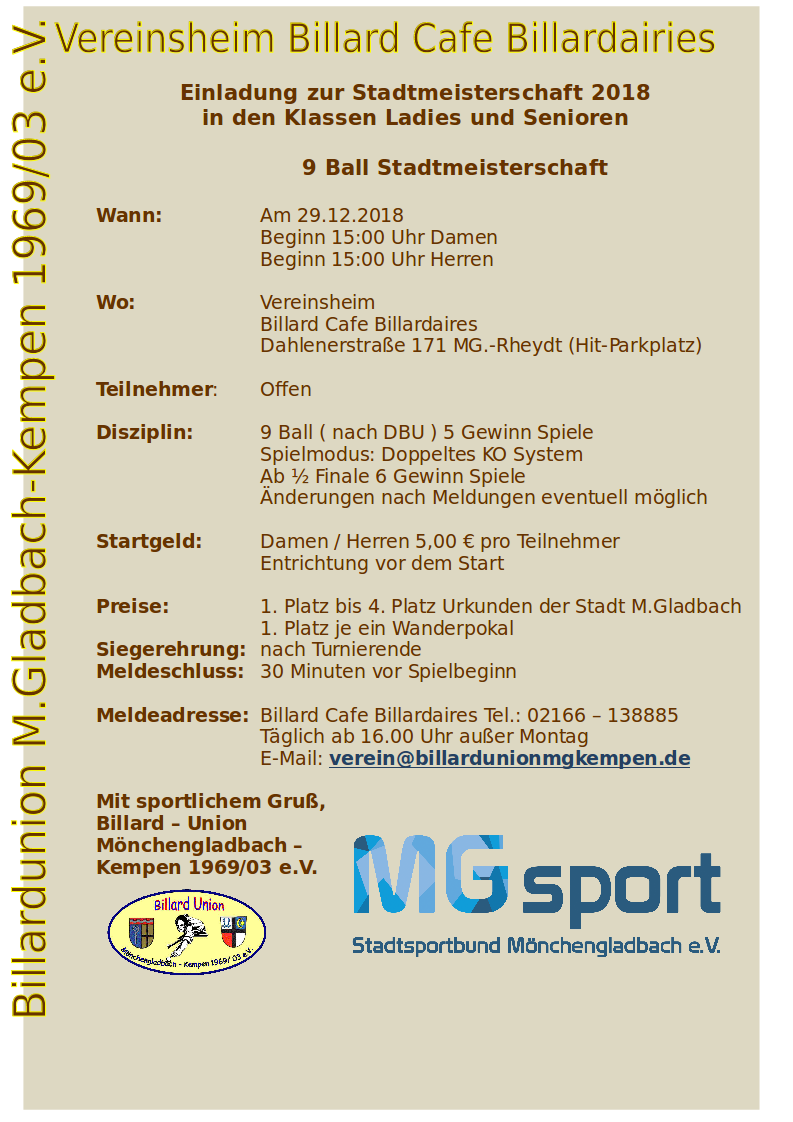 Vereinsheim Billard Cafe Billardairies
Billardunion M.Gladbach-Kempen 1969/03 e.V.
Einladung zur Stadtmeisterschaft 2018
in den Klassen Ladies und Senioren
9 Ball Stadtmeisterschaft
Wann: Am 29.12.2018
Beginn 15:00 Uhr Damen
Beginn 15:00 Uhr Herren
Wo: Vereinsheim
Billard Cafe Billardaires
Dahlenerstraße 171 MG.-Rheydt (Hit-Parkplatz)
Teilnehmer: Offen
Disziplin: 9 Ball ( nach DBU ) 5 Gewinn Spiele
Spielmodus: Doppeltes KO System
Ab ½ Finale 6 Gewinn Spiele
Änderungen nach Meldungen eventuell möglich
Startgeld: Damen / Herren 5,00 € pro Teilnehmer
Entrichtung vor dem Start
Preise: 1. Platz bis 4. Platz Urkunden der Stadt M.Gladbach
1. Platz je ein Wanderpokal
Siegerehrung: nach Turnierende
Meldeschluss: 30 Minuten vor Spielbeginn
Meldeadresse: Billard Cafe Billardaires Tel.: 02166 – 138885
Täglich ab 16.00 Uhr außer Montag
E-Mail: verein@billardunionmgkempen.de
Mit sportlichem Gruß,
Billard – Union
Mönchengladbach –
Kempen 1969/03 e.V.
Billard Union
Mönchengladbach - Kempen 1969/ 03 e.V.
MG sport
Stadtsportbund Mönchengladbach e.V.